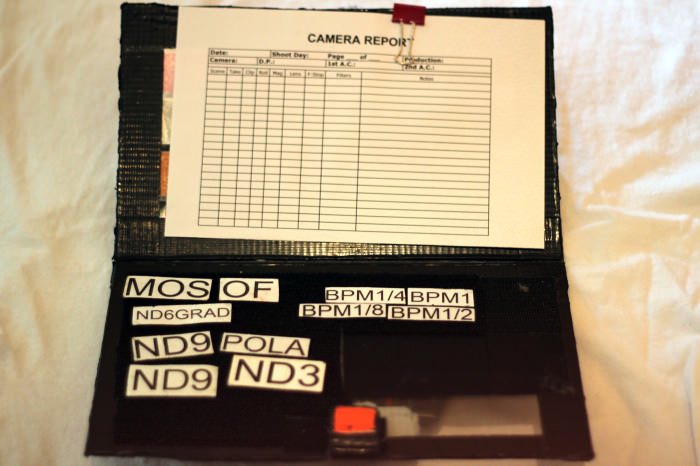 CAMERA REPORT
Date: Shoot Day: Page of Production:
Camera: D.P.: 1st A.C.: 2nd A.C.:
Scene Take Clip Roll Mag Lens F-Stop Filters Notes
MOS OF
BPM1/4 BPM1
ND6GRAD
BPM1/8 BPM1/2
ND9 POLA
ND9 ND3